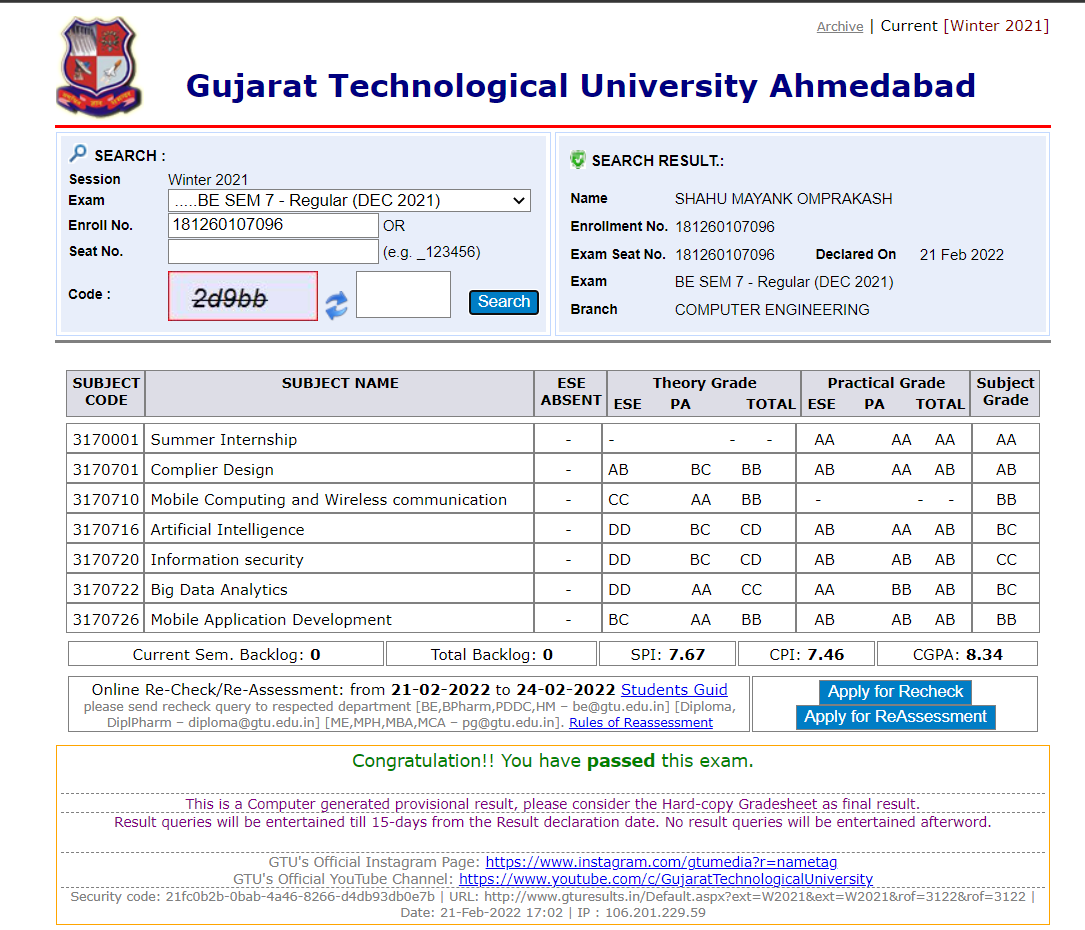 Archive | Current [Winter 2021]
Gujarat Technological University Ahmedabad
SEARCH :
Session Winter 2021
Exam .....BE SEM 7 - Regular (DEC 2021)
Enroll No. 181260107096 OR
Seat No. (e.g. _123456)
Code : 2d9bb Search
SEARCH RESULT.:
Name SHAHU MAYANK OMPRAKASH
Enrollment No. 181260107096
Exam Seat No. 181260107096 Declared On 21 Feb 2022
Exam BE SEM 7 - Regular (DEC 2021)
Branch COMPUTER ENGINEERING
SUBJECT CODE SUBJECT NAME ESE ABSENT Theory Grade ESE PA TOTAL Practical Grade ESE PA TOTAL Subject Grade
3170001 Summer Internship - - - - AA AA AA AA
3170701 Complier Design - AB BC BB AB AA AB AB
3170710 Mobile Computing and Wireless communication - CC AA BB - - - BB
3170716 Artificial Intelligence - DD BC CD AB AA AB BC
3170720 Information security - DD BC CD AB AB AB CC
3170722 Big Data Analytics - DD AA CC AA BB AB BC
3170726 Mobile Application Development - BC AA BB AB AB AB BB
Current Sem. Backlog: 0 Total Backlog: 0 SPI: 7.67 CPI: 7.46 CGPA: 8.34
Online Re-Check/Re-Assessment: from 21-02-2022 to 24-02-2022 Students Guid
please send recheck query to respected department [BE,BPharm,PDDC,HM – be@gtu.edu.in] [Diploma,
DiplPharm – diploma@gtu.edu.in] [ME,MPH,MBA,MCA – pg@gtu.edu.in]. Rules of Reassessment
Apply for Recheck
Apply for ReAssessment
Congratulation!! You have passed this exam.
This is a Computer generated provisional result, please consider the Hard-copy Gradesheet as final result.
Result queries will be entertained till 15-days from the Result declaration date. No result queries will be entertained afterword.
GTU's Official Instagram Page: https://www.instagram.com/gtumedia?r=nametag
GTU's Official YouTube Channel: https://www.youtube.com/c/GujaratTechnologicalUniversity
Security code: 21fc0b2b-0bab-4a46-8266-d4db93db0e7b | URL: http://www.gturesults.in/Default.aspx?ext=W2021&ext=W2021&rof=3122&rof=3122 |
Date: 21-Feb-2022 17:02 | IP : 106.201.229.59